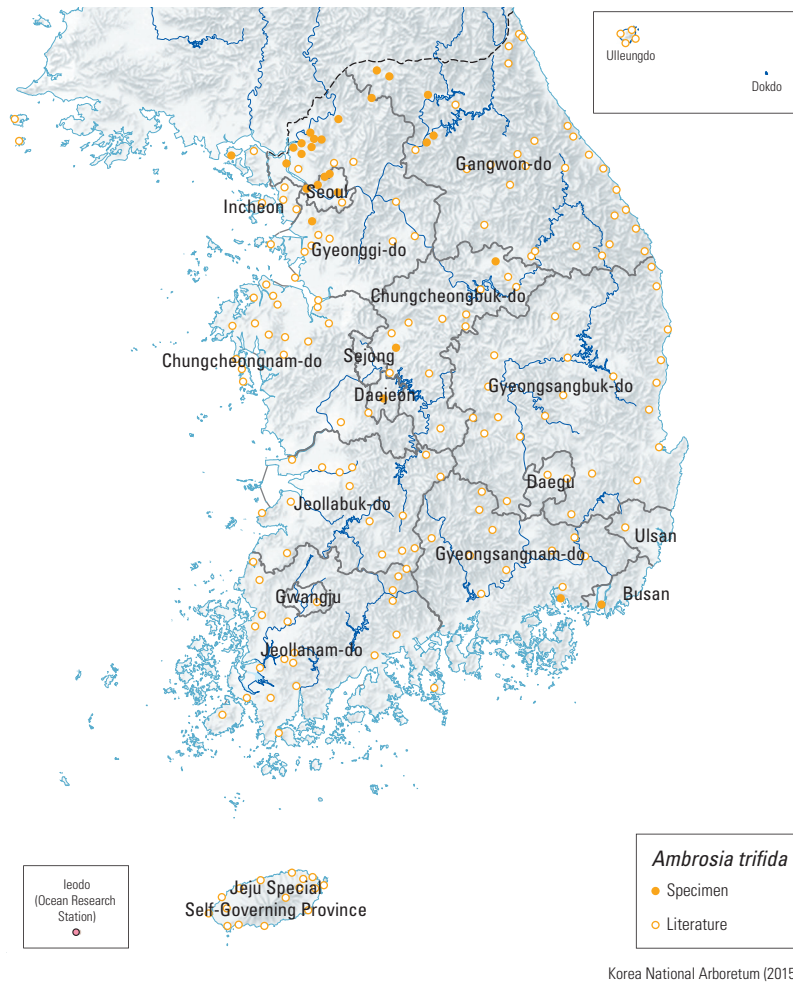 Ulleungdo
Dokdo
Gangwon-do
Seoul
Incheon
Gyeonggi-do
Chungcheongbuk-do
Sejong
Chungcheongnam-do
Gyeongsangbuk-do
Daejeon
Daegu
Jeollabuk-do
Ulsan
Gyeongsangnam-do
Busan
Gwangju
Jeollanam-do
Ieodo
(Ocean Research
Station)
Jeju Special
Self-Governing Province
Ambrosia trifida
Specimen
Literature
Korea National Arboretum (2015